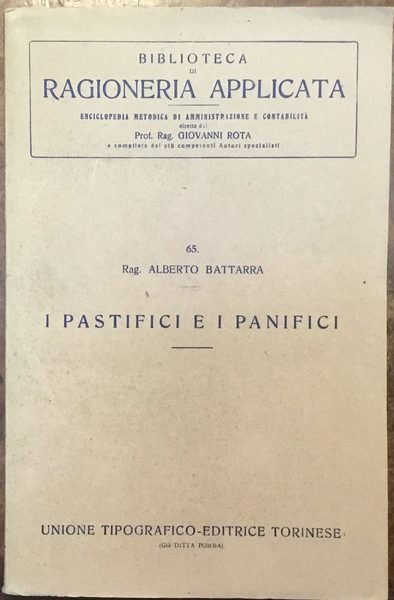 BIBLIOTECA
DI
RAGIONERIA APPLICATA
ENCICLOPEDIA METODICA DI AMMINISTRAZIONE E CONTABILITÀ
diretta dal
Prof. Rag. GIOVANNI ROTA
e compilata dai più competenti Autori specialisti
65.
Rag. ALBERTO BATTARRA
I PASTIFICI E I PANIFICI
UNIONE TIPOGRAFICO-EDITRICE TORINESE
(GIÀ DITTA POMBA)